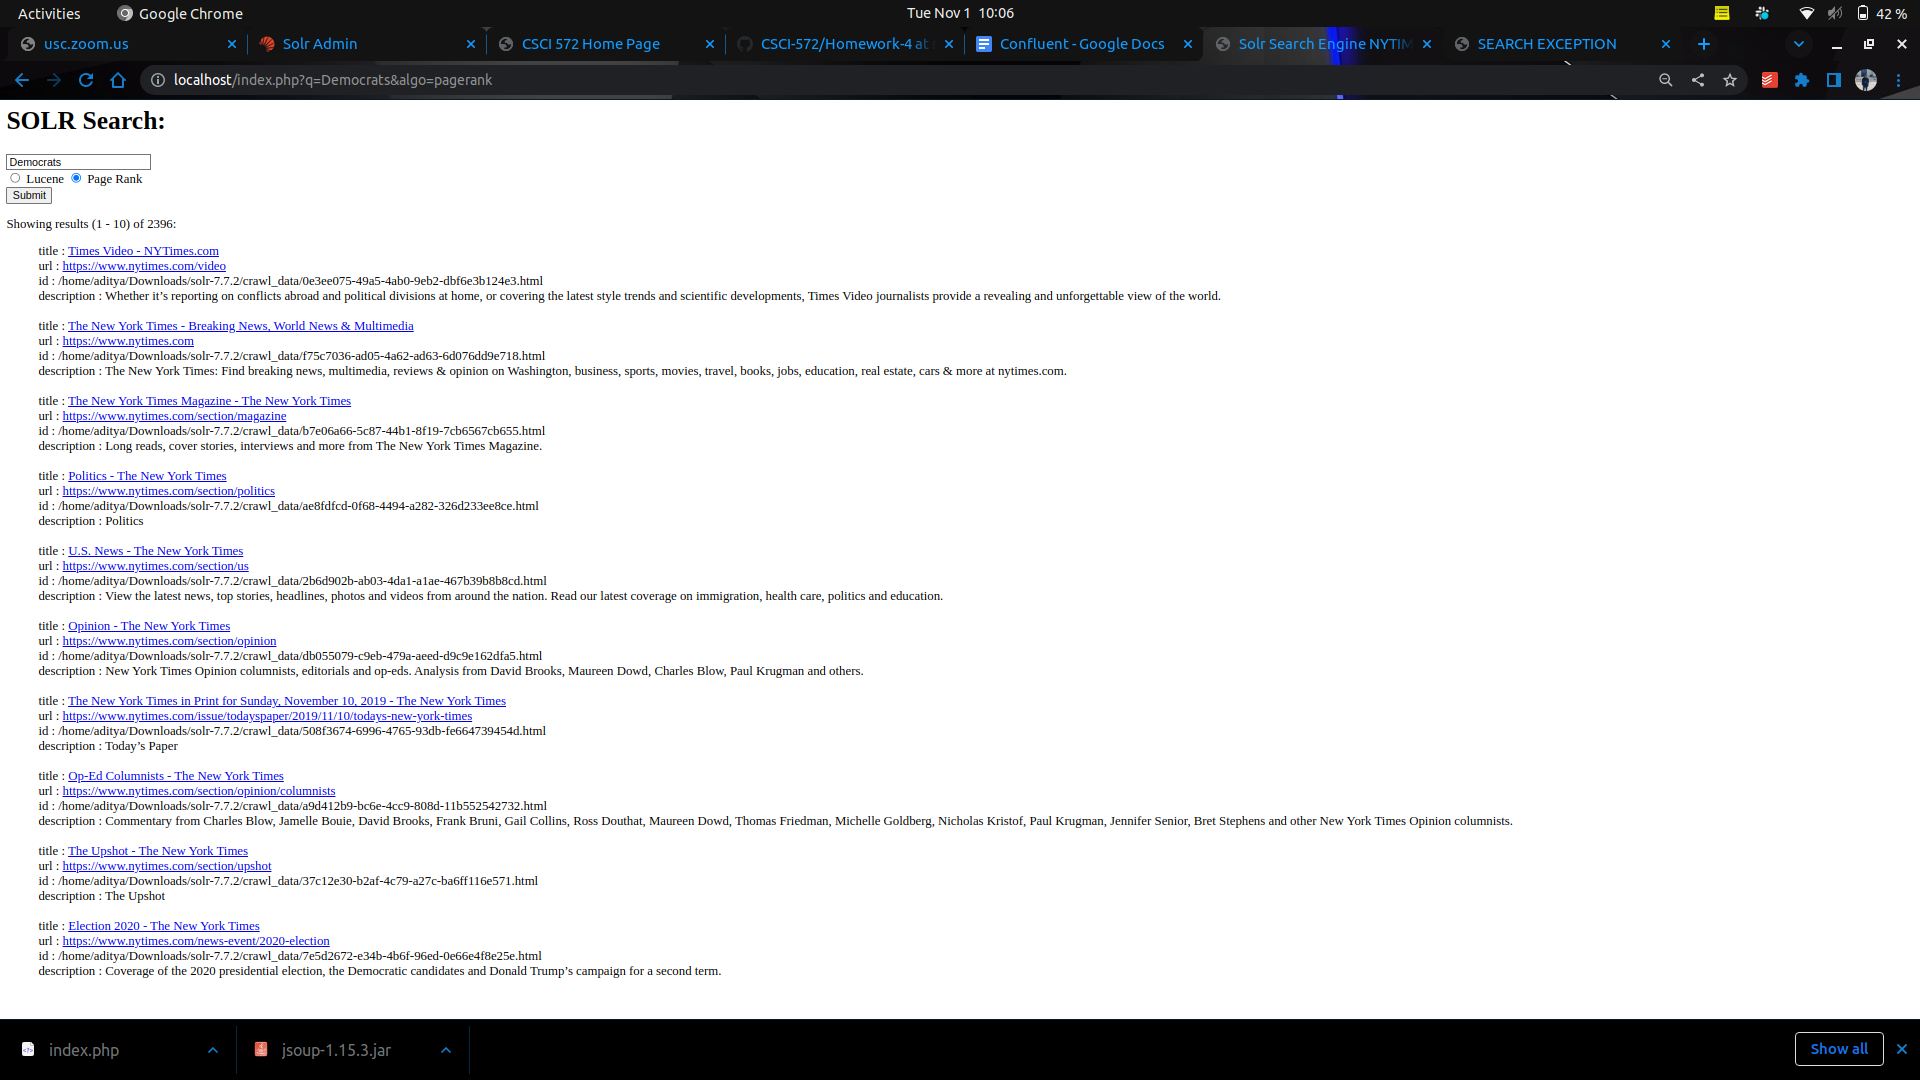 Activities
Google Chrome
Tue Nov 1 10:06
42 %
usc.zoom.us
Solr Admin
CSCI 572 Home Page
CSCI-572/Homework-4 at
Confluent - Google Docs
Solr Search Engine NYTIM
SEARCH EXCEPTION
localhost/index.php?q=Democrats&algo=pagerank
SOLR Search:
Democrats
Lucene Page Rank
Submit
Showing results (1 - 10) of 2396:
title : Times Video - NYTimes.com
url : https://www.nytimes.com/video
id : /home/aditya/Downloads/solr-7.7.2/crawl_data/0e3ee075-49a5-4ab0-9eb2-dbf6e3b124e3.html
description : Whether it’s reporting on conflicts abroad and political divisions at home, or covering the latest style trends and scientific developments, Times Video journalists provide a revealing and unforgettable view of the world.
title : The New York Times - Breaking News, World News & Multimedia
url : https://www.nytimes.com
id : /home/aditya/Downloads/solr-7.7.2/crawl_data/f75c7036-ad05-4a62-ad63-6d076dd9e718.html
description : The New York Times: Find breaking news, multimedia, reviews & opinion on Washington, business, sports, movies, travel, books, jobs, education, real estate, cars & more at nytimes.com.
title : The New York Times Magazine - The New York Times
url : https://www.nytimes.com/section/magazine
id : /home/aditya/Downloads/solr-7.7.2/crawl_data/b7e06a66-5c87-44b1-8f19-7cb6567cb655.html
description : Long reads, cover stories, interviews and more from The New York Times Magazine.
title : Politics - The New York Times
url : https://www.nytimes.com/section/politics
id : /home/aditya/Downloads/solr-7.7.2/crawl_data/ae8fdfcd-0f68-4494-a282-326d233ee8ce.html
description : Politics
title : U.S. News - The New York Times
url : https://www.nytimes.com/section/us
id : /home/aditya/Downloads/solr-7.7.2/crawl_data/2b6d902b-ab03-4da1-a1ae-467b39b8b8cd.html
description : View the latest news, top stories, headlines, photos and videos from around the nation. Read our latest coverage on immigration, health care, politics and education.
title : Opinion - The New York Times
url : https://www.nytimes.com/section/opinion
id : /home/aditya/Downloads/solr-7.7.2/crawl_data/db055079-c9eb-479a-aeed-d9c9e162dfa5.html
description : New York Times Opinion columnists, editorials and op-eds. Analysis from David Brooks, Maureen Dowd, Charles Blow, Paul Krugman and others.
title : The New York Times in Print for Sunday, November 10, 2019 - The New York Times
url : https://www.nytimes.com/issue/todayspaper/2019/11/10/todays-new-york-times
id : /home/aditya/Downloads/solr-7.7.2/crawl_data/508f3674-6996-4765-93db-fe664739454d.html
description : Today’s Paper
title : Op-Ed Columnists - The New York Times
url : https://www.nytimes.com/section/opinion/columnists
id : /home/aditya/Downloads/solr-7.7.2/crawl_data/a9d412b9-bc6e-4cc9-808d-11b552542732.html
description : Commentary from Charles Blow, Jamelle Bouie, David Brooks, Frank Bruni, Gail Collins, Ross Douthat, Maureen Dowd, Thomas Friedman, Michelle Goldberg, Nicholas Kristof, Paul Krugman, Jennifer Senior, Bret Stephens and other New York Times Opinion columnists.
title : The Upshot - The New York Times
url : https://www.nytimes.com/section/upshot
id : /home/aditya/Downloads/solr-7.7.2/crawl_data/37c12e30-b2af-4c79-a27c-ba6ff116e571.html
description : The Upshot
title : Election 2020 - The New York Times
url : https://www.nytimes.com/news-event/2020-election
id : /home/aditya/Downloads/solr-7.7.2/crawl_data/7e5d2672-e34b-4b6f-96ed-0e66e4f8e25e.html
description : Coverage of the 2020 presidential election, the Democratic candidates and Donald Trump’s campaign for a second term.
index.php
jsoup-1.15.3.jar
Show all